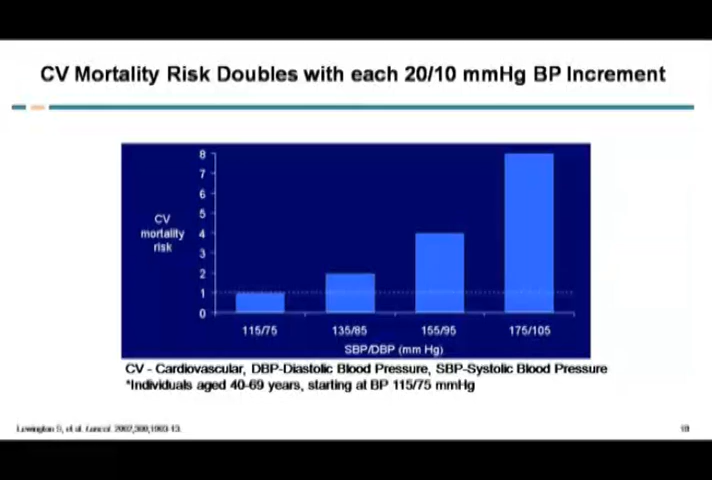 CV Mortality Risk Doubles with each 20/10 mmHg BP Increment
8
7
6
5
4
3
2
1
0
CV
mortality
risk
115/75 135/85 155/95 175/105
SBP/DBP (mm Hg)
CV - Cardiovascular, DBP-Diastolic Blood Pressure, SBP-Systolic Blood Pressure
*Individuals aged 40-69 years, starting at BP 115/75 mmHg
Lewington S, et al. Lancet. 2002;360;1903-13.